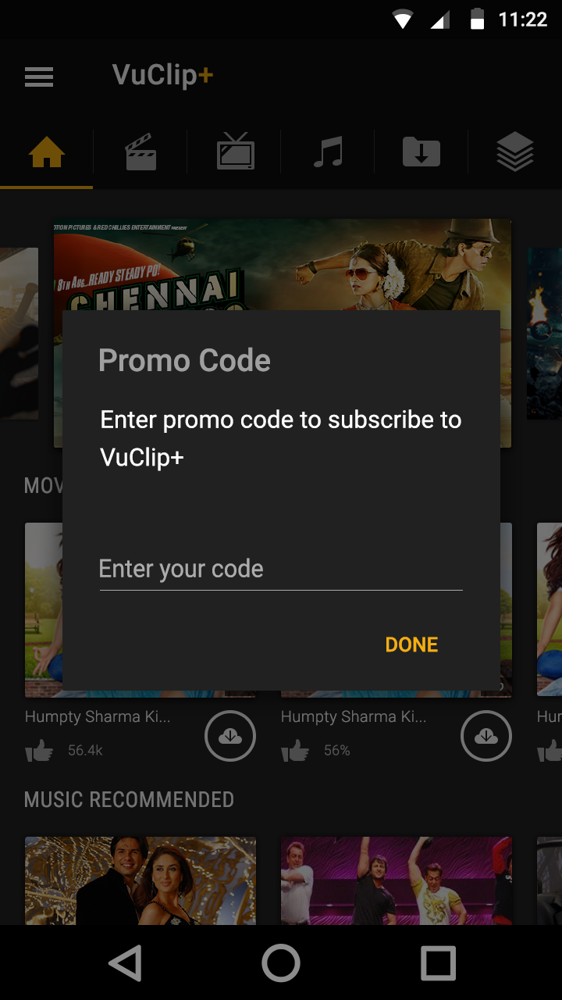 11:22
VuClip+
OTION PICTURES & RED CHILLIES ENTERTAINMENT PRESENT
8TH AUG...READY STEADY PO!
CHENNAI
Promo Code
Enter promo code to subscribe to
VuClip+
MOV
Enter your code
DONE
Humpty Sharma Ki... Humpty Sharma Ki... Hur
56.4k 56%
MUSIC RECOMMENDED